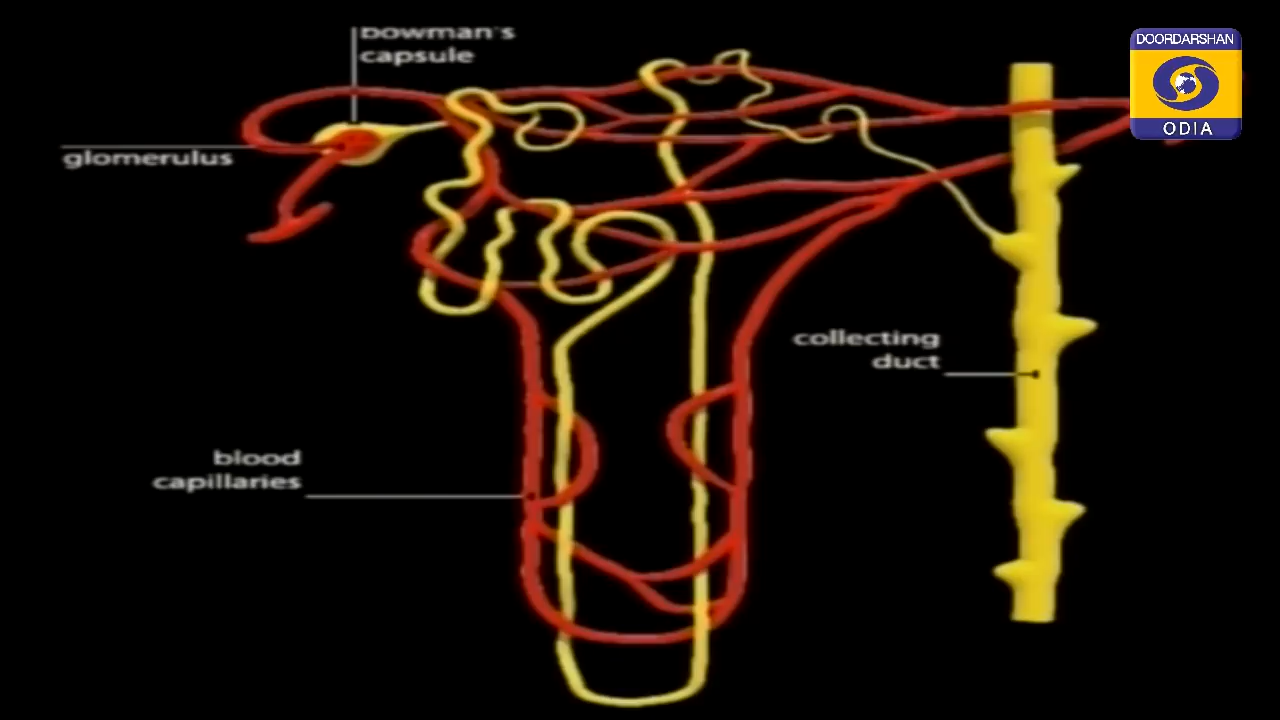 bowman's
capsule
glomerulus
collecting
duct
blood
capillaries
DOORDARSHAN
ODIA